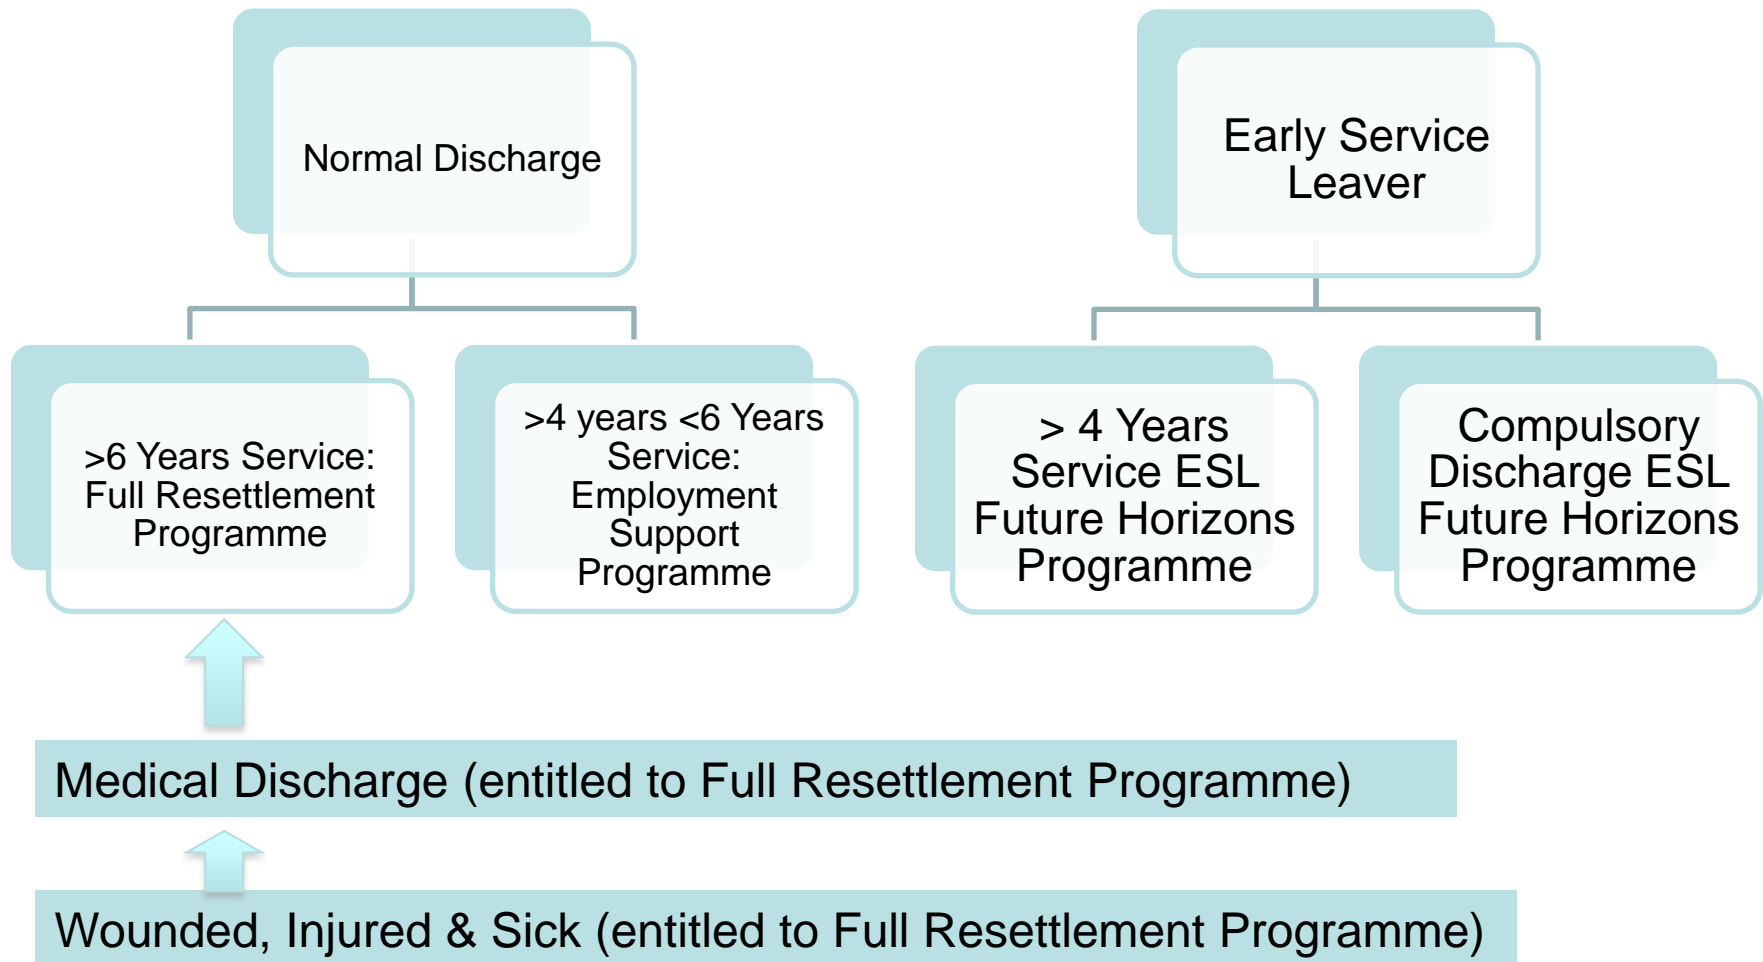 Normal Discharge
Early Service
Leaver
>6 Years Service:
Full Resettlement
Programme
>4 years <6 Years
Service:
Employment
Support
Programme
> 4 Years
Service ESL
Future Horizons
Programme
Compulsory
Discharge ESL
Future Horizons
Programme
Medical Discharge (entitled to Full Resettlement Programme)
Wounded, Injured & Sick (entitled to Full Resettlement Programme)